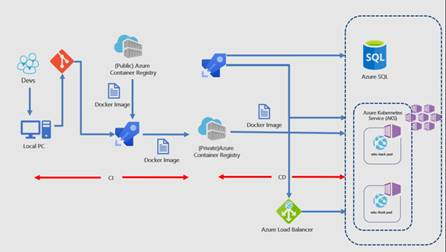 (Public) Azure
Container Registry
Devs
Docker Image
Local PC
Docker Image
(Private)Azure
Container Registry
CI
Docker Image
CD
SQL
Azure SQL
Azure Kubernetes
Service (AKS)
Azure Load Balancer